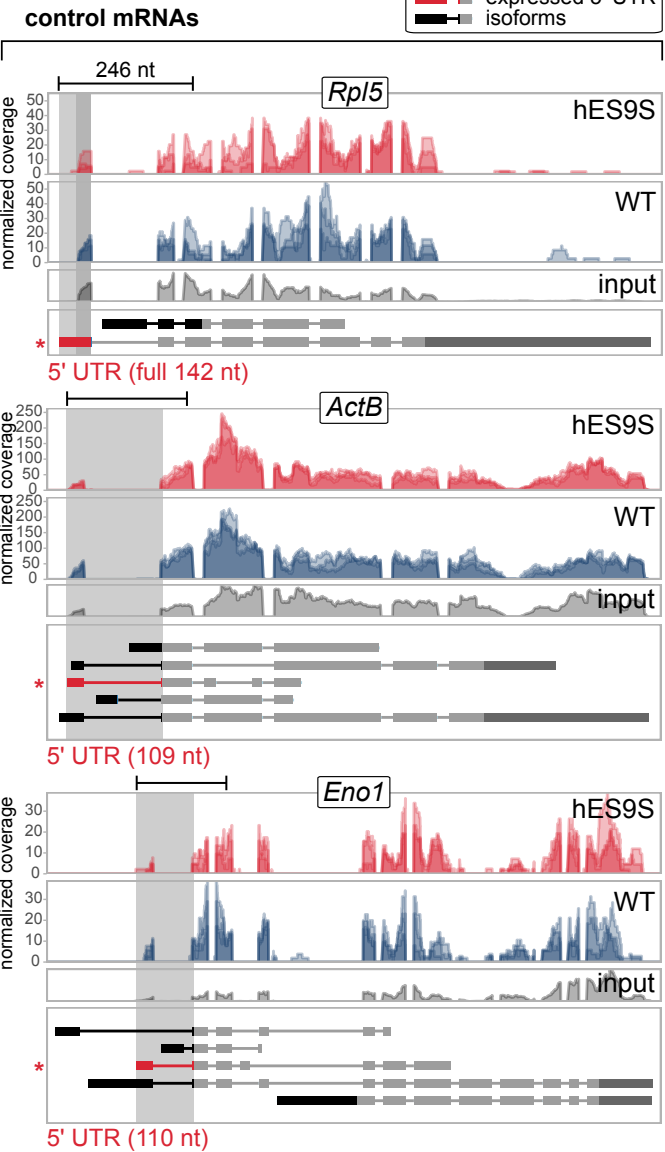 control mRNAs
isoforms
246 nt
Rpl5
normalized coverage
50
40
30
20
10
0
hES9S
50
40
30
20
10
0
WT
input
*
5' UTR (full 142 nt)
ActB
normalized coverage
250
200
150
100
50
0
hES9S
250
200
150
100
50
0
WT
input
*
5' UTR (109 nt)
Eno1
normalized coverage
30
20
10
0
hES9S
30
20
10
0
WT
input
*
5' UTR (110 nt)